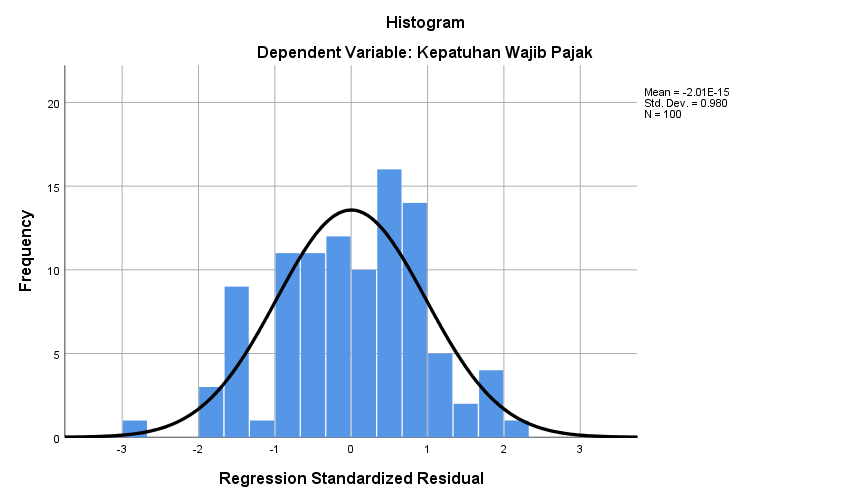 Histogram
Dependent Variable: Kepatuhan Wajib Pajak
Mean = -2.01E-15
Std. Dev. = 0.980
N = 100
Frequency
20
15
10
5
0
-3 -2 -1 0 1 2 3
Regression Standardized Residual